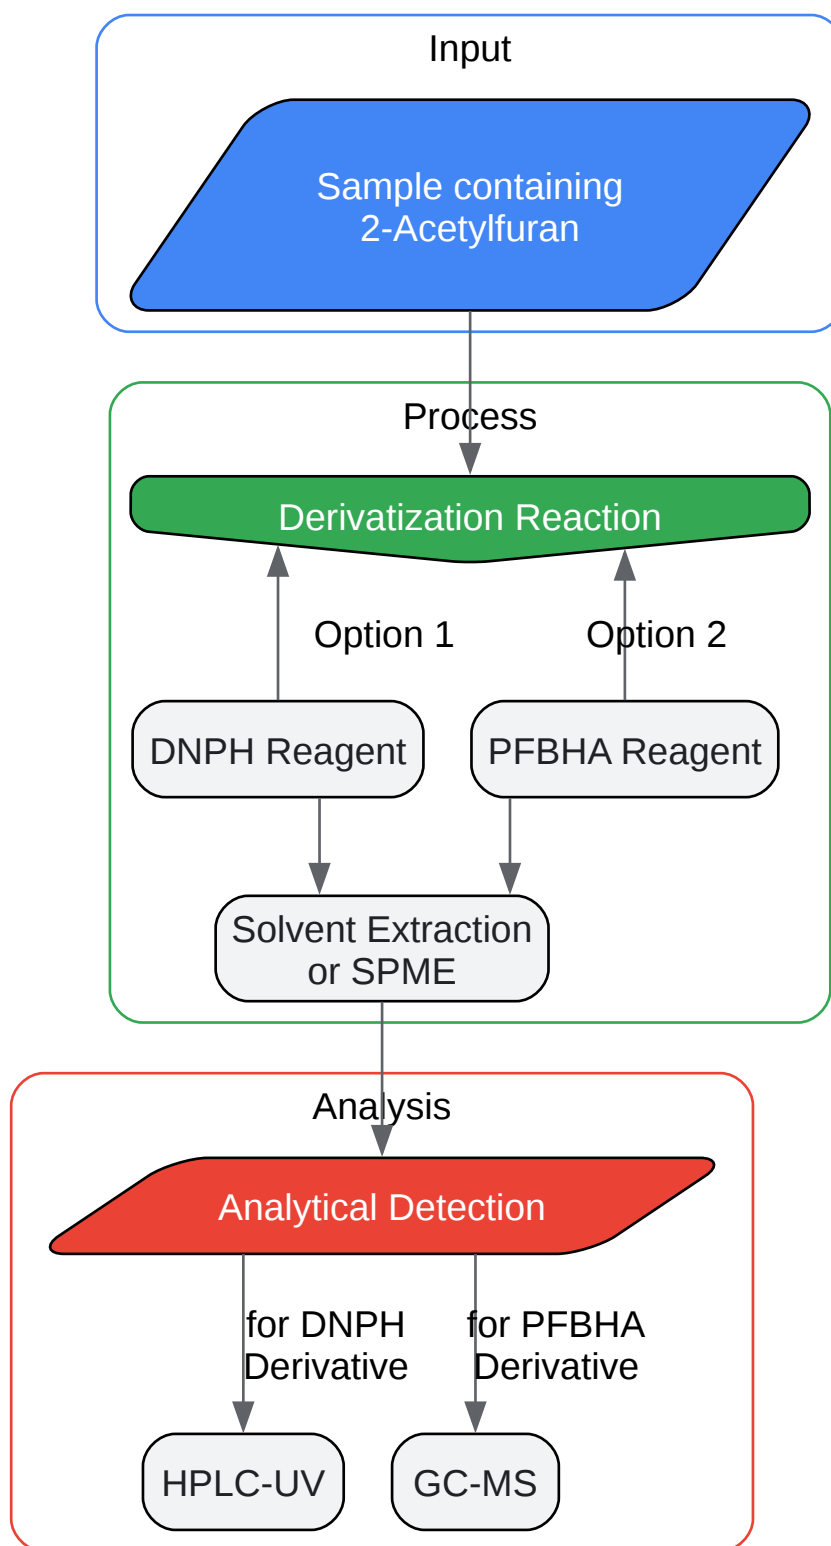 Input
Sample containing
2-Acetylfuran
Process
Derivatization Reaction
Option 1
Option 2
DNPH Reagent
PFBHA Reagent
Solvent Extraction
or SPME
Analysis
Analytical Detection
for DNPH
Derivative
for PFBHA
Derivative
HPLC-UV
GC-MS